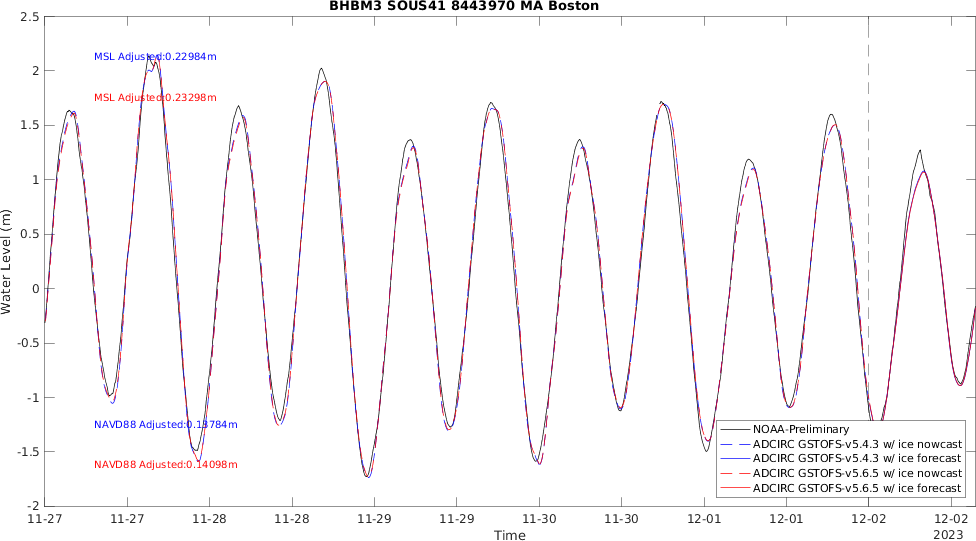 BHBM3 SOUS41 8443970 MA Boston
2.5
2
1.5
1
0.5
0
-0.5
-1
-1.5
-2
Water Level (m)
MSL Adjusted:0.22984m
MSL Adjusted:0.23298m
NAVD88 Adjusted:0.13784m
NAVD88 Adjusted:0.14098m
NOAA-Preliminary
ADCIRC GSTOFS-v5.4.3 w/ ice nowcast
ADCIRC GSTOFS-v5.4.3 w/ ice forecast
ADCIRC GSTOFS-v5.6.5 w/ ice nowcast
ADCIRC GSTOFS-v5.6.5 w/ ice forecast
11-27 11-27 11-28 11-28 11-29 11-29 11-30 11-30 12-01 12-01 12-02 12-02
2023
Time